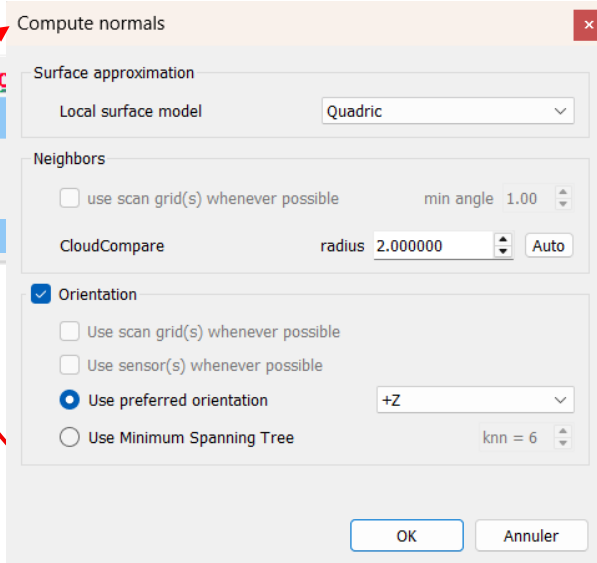 Compute normals
Surface approximation
Local surface model Quadric
Neighbors
use scan grid(s) whenever possible min angle 1.00
CloudCompare radius 2.000000 Auto
Orientation
Use scan grid(s) whenever possible
Use sensor(s) whenever possible
Use preferred orientation +Z
Use Minimum Spanning Tree knn = 6
OK Annuler